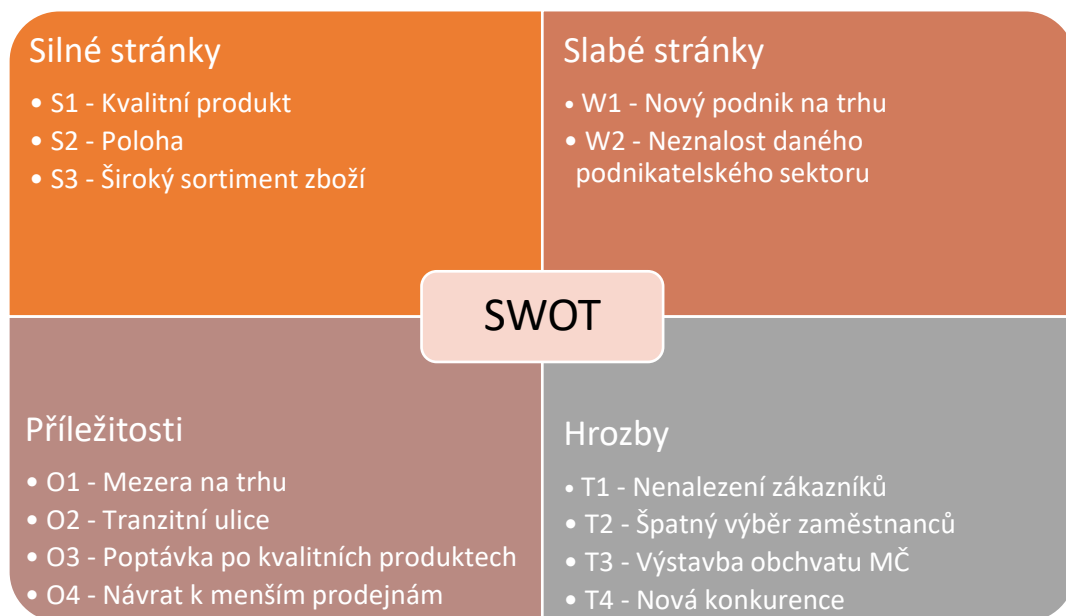 Silné stránky
• S1 - Kvalitní produkt
• S2 - Poloha
• S3 - Široký sortiment zboží
Slabé stránky
• W1 - Nový podnik na trhu
• W2 - Neznalost daného
podnikatelského sektoru
SWOT
Příležitosti
• O1 - Mezera na trhu
• O2 - Tranzitní ulice
• O3 - Poptávka po kvalitních produktech
• O4 - Návrat k menším prodejnám
Hrozby
• T1 - Nenalezení zákazníků
• T2 - Špatný výběr zaměstnanců
• T3 - Výstavba obchvatu MČ
• T4 - Nová konkurence